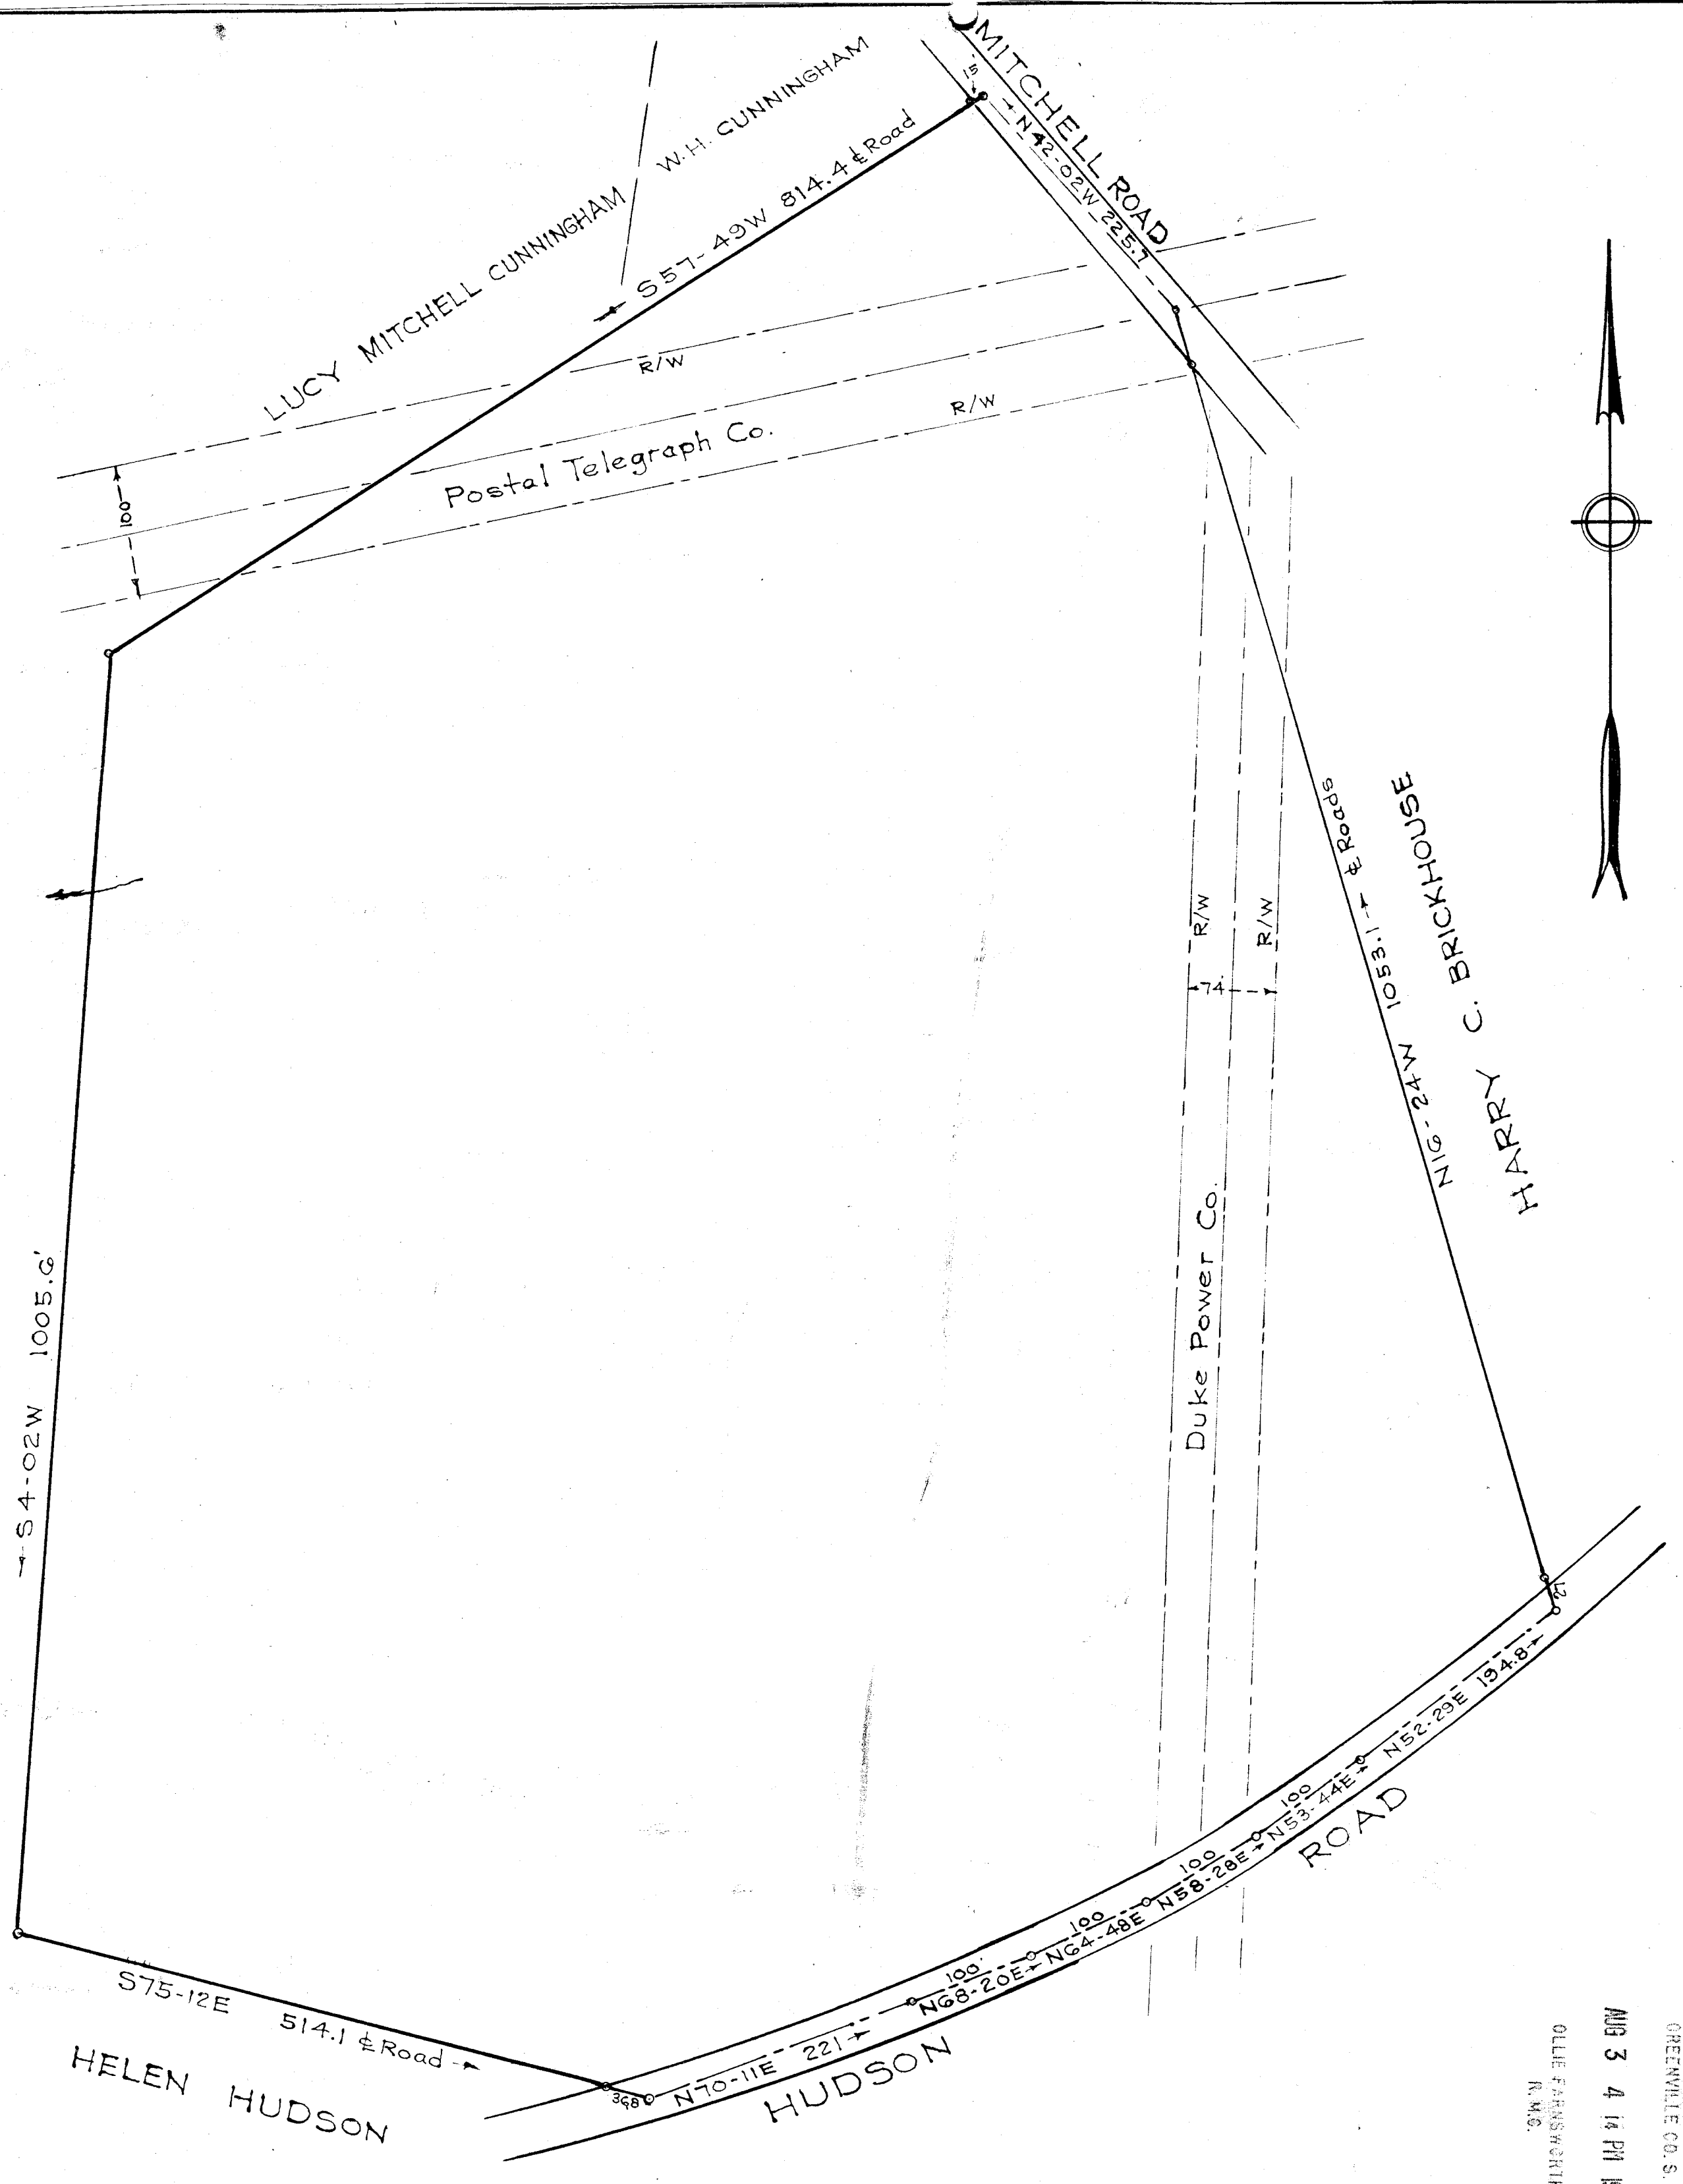 MITCHELL ROAD
15
N42-02W 225.7
W. H. CUNNINGHAM
LUCY MITCHELL CUNNINGHAM
S57-49W 814.4 ℄ Road
R/W
R/W
Postal Telegraph Co.
100
R/W
R/W
74
Duke Power Co.
N16-24W 1053.1 ℄ Roads
HARRY C. BRICKHOUSE
S4-02W 1005.6'
27
N52-29E 194.8
100
N53-44E
100
N58-28E
100
N64-48E
100'
N68-20E
N70-11E 221
36.8
HUDSON ROAD
S75-12E 514.1 ℄ Road
HELEN HUDSON
GREENVILLE CO. S.
AUG 3 4 14 PM
OLLIE FARNSWORTH
R.M.C.